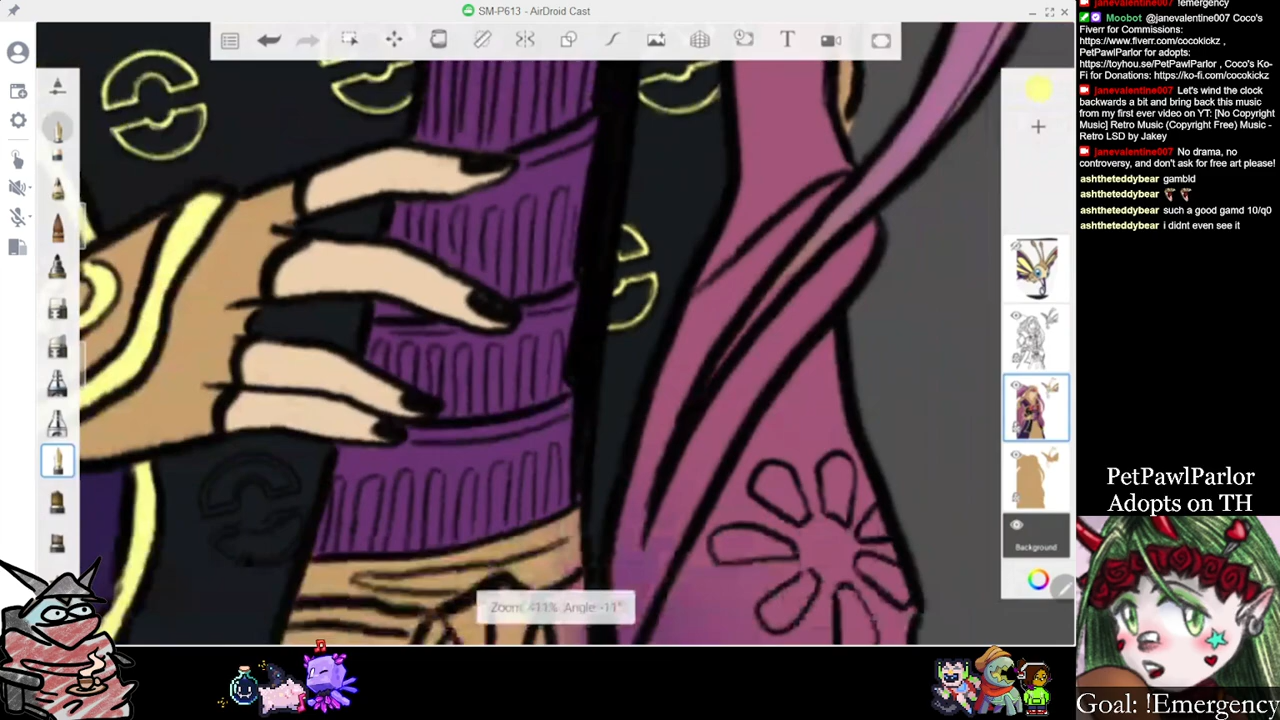 SM-P613 - AirDroid Cast
!emergency
janevalentine007
Moobot @janevalentine007 Coco's
Fiverr for Commissions:
https://www.fiverr.com/cocokickz ,
PetPawlParlor for adopts:
https://toyhou.se/PetPawlParlor , Coco's Ko-
Fi for Donations: https://ko-fi.com/cocokickz
janevalentine007 Let's wind the clock
backwards a bit and bring back this music
from my first ever video on YT: [No Copyright
Music] Retro Music (Copyright Free) Music -
Retro LSD by Jakey
janevalentine007 No drama, no
controversy, and don't ask for free art please!
ashtheteddybear gambld
ashtheteddybear
ashtheteddybear such a good gamd 10/q0
ashtheteddybear i didnt even see it
Background
Zoom 411% Angle -11°
PetPawlParlor
Adopts on TH
Goal: !Emergency